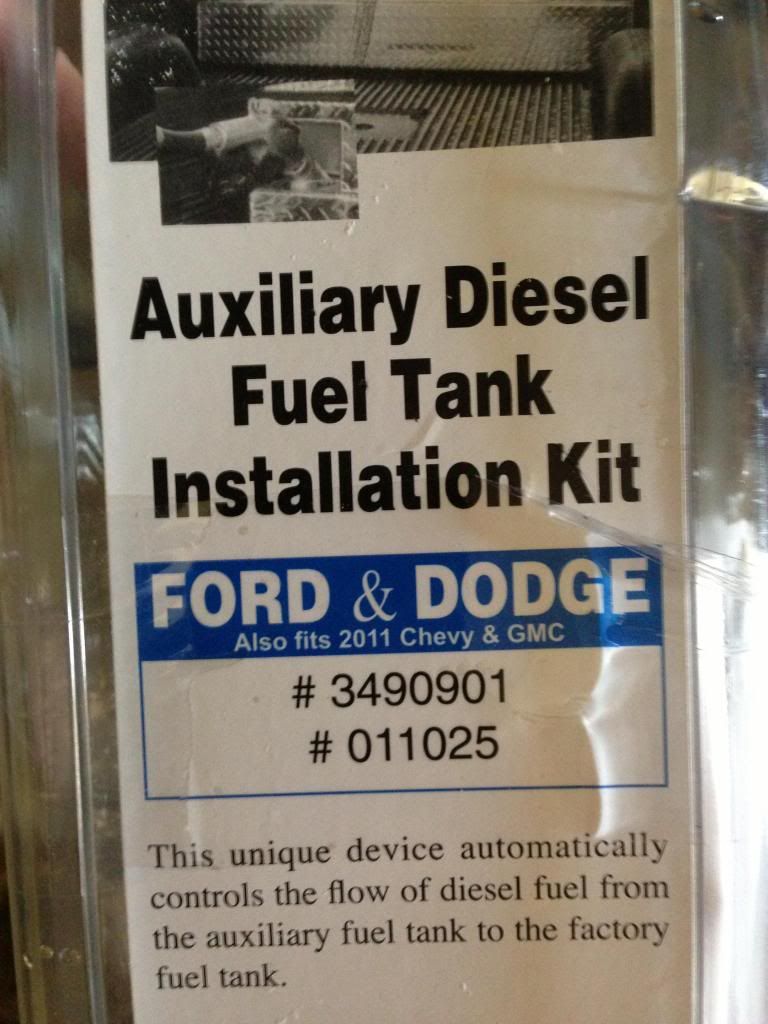 Auxiliary Diesel
Fuel Tank
Installation Kit
FORD & DODGE
Also fits 2011 Chevy & GMC
# 3490901
# 011025
This unique device automatically
controls the flow of diesel fuel from
the auxiliary fuel tank to the factory
fuel tank.